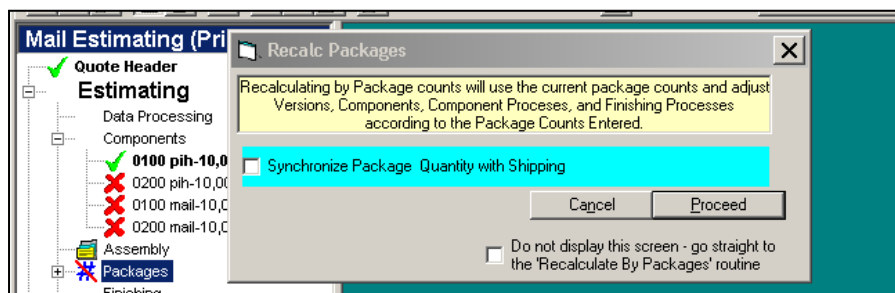 Mail Estimating (Pri
Quote Header
Estimating
Data Processing
Components
0100 pih-10,0
0200 pih-10,00
0100 mail-10,0
0200 mail-10,0
Assembly
Packages
Finishing
Recalc Packages
Recalculating by Package counts will use the current package counts and adjust
Versions, Components, Component Proceses, and Finishing Processes
according to the Package Counts Entered.
Synchronize Package Quantity with Shipping
Cancel
Proceed
Do not display this screen - go straight to
the 'Recalculate By Packages' routine